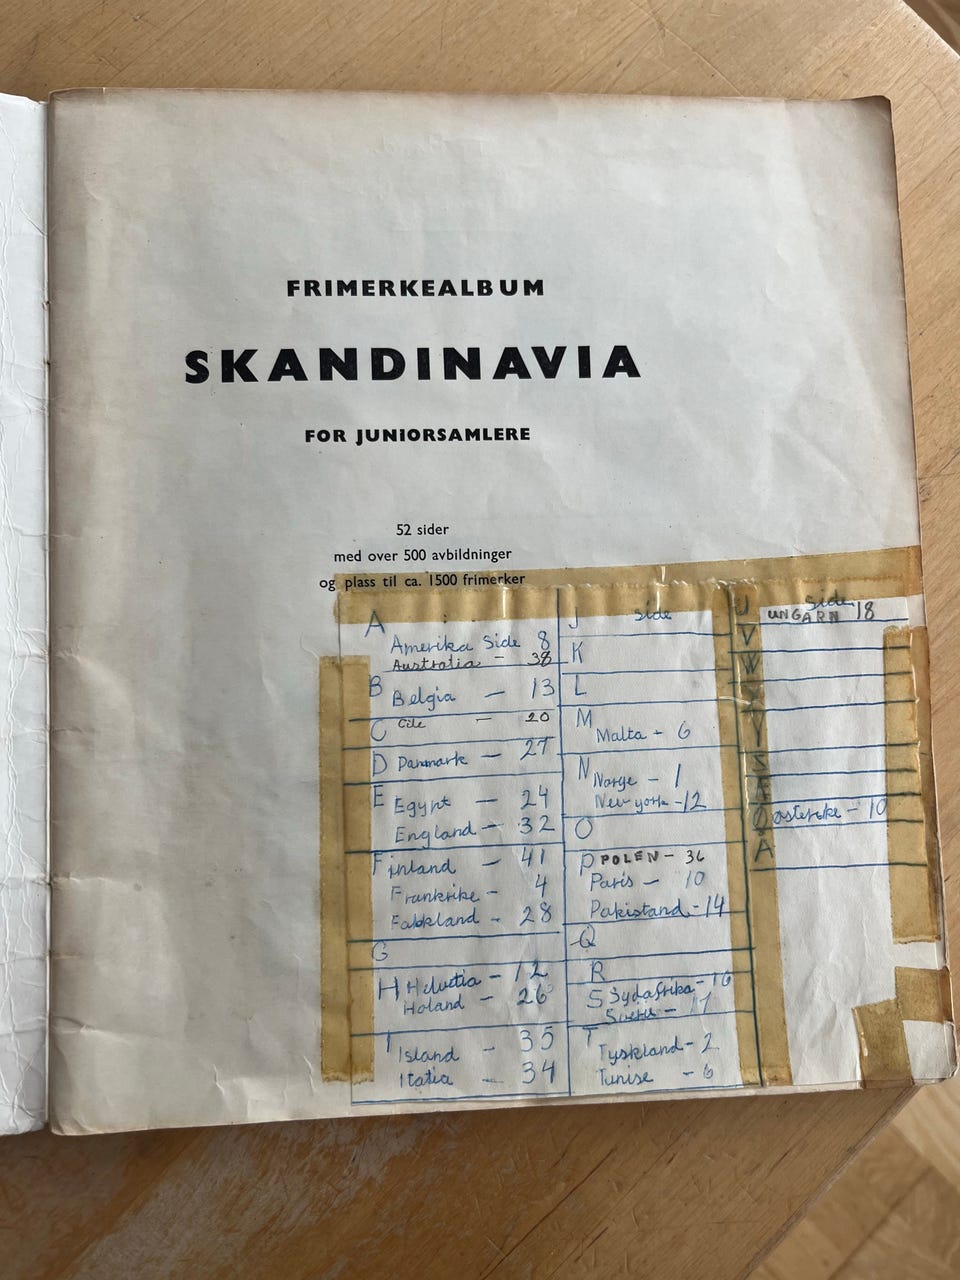 FRIMERKEALBUM
SKANDINAVIA
FOR JUNIORSAMLERE
52 sider
med over 500 avbildninger
og plass til ca. 1500 frimerker
A
Amerika Side 8
Australia - 38
B
Belgia - 13
C Cile - 20
D Danmark - 27
E
Egypt - 24
England - 32
Finland - 41
Frankrike - 4
Falkland - 28
G
H Helvetia - 12
Holand - 26
I
Island - 35
Italia - 34
J side
K
L
M
Malta - 6
N Norge - 1
New york - 12
O
P POLEN - 36
Paris - 10
Pakistand - 14
Q
R
S Sydafrika - 16
- 17
T
Tyskland - 2
Tunise - 6
U side
UNGARN 18
V
W
X
Y
Æ
Ø østerike - 10
Å